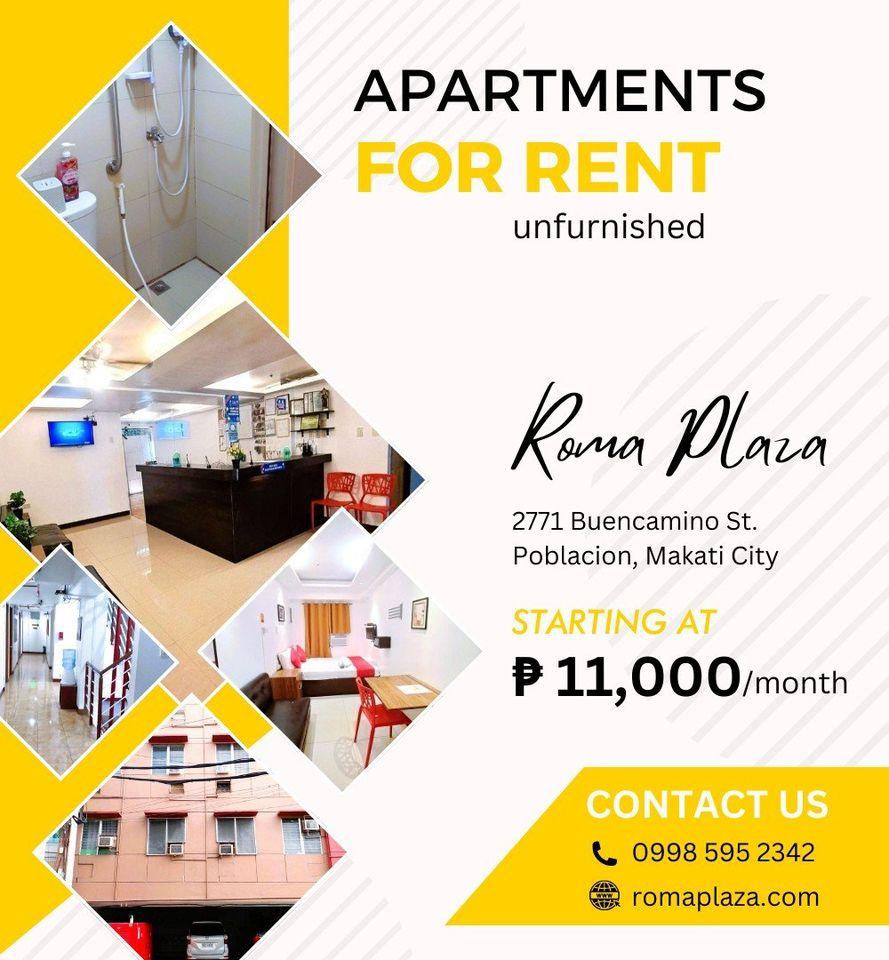 APARTMENTS
FOR RENT
unfurnished
Roma Plaza
2771 Buencamino St.
Poblacion, Makati City
STARTING AT
₱ 11,000/month
CONTACT US
0998 595 2342
romaplaza.com